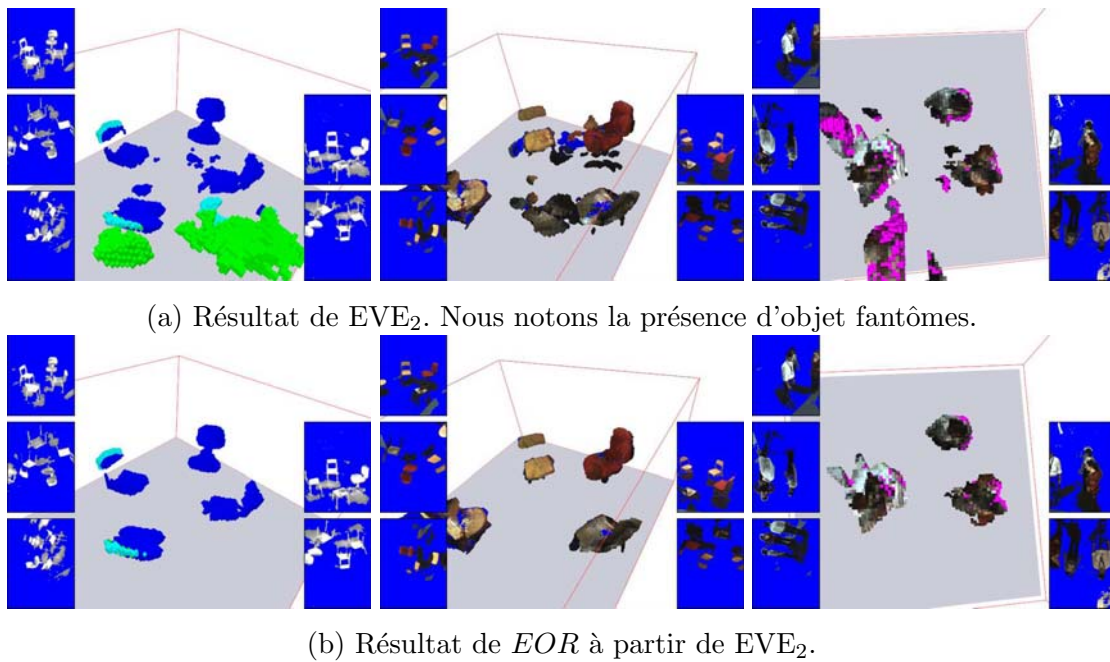 (a) Résultat de EVE₂. Nous notons la présence d'objet fantômes.
(b) Résultat de EOR à partir de EVE₂.